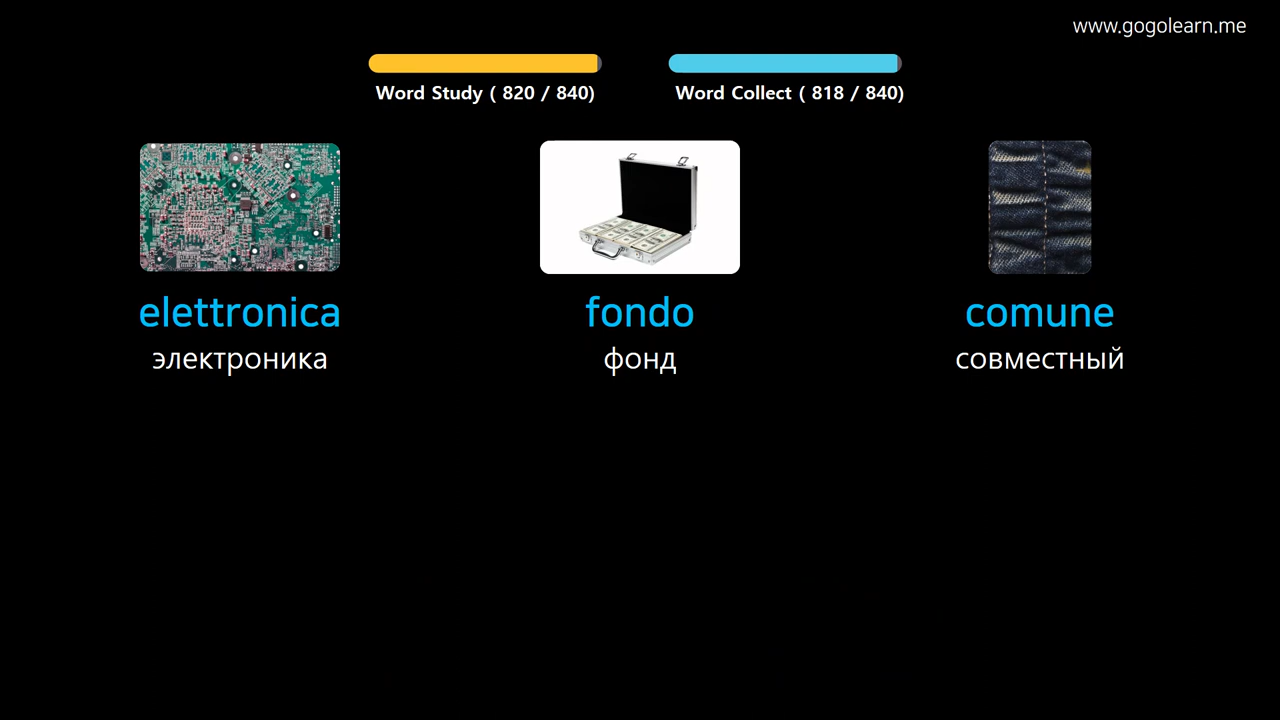 www.gogolearn.me
Word Study ( 820 / 840)
Word Collect ( 818 / 840)
elettronica
fondo
comune
электроника
фонд
совместный